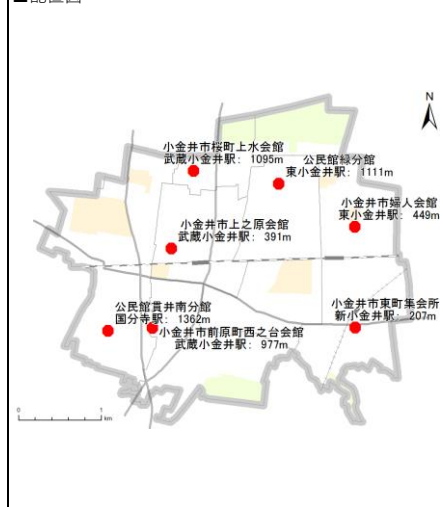 N
小金井市桜町上水会館
武蔵小金井駅: 1095m
公民館緑分館
東小金井駅: 1111m
小金井市婦人会館
東小金井駅: 449m
小金井市上之原会館
武蔵小金井駅: 391m
公民館貫井南分館
国分寺駅: 1362m
小金井市前原町西之台会館
武蔵小金井駅: 977m
小金井市東町集会所
新小金井駅: 207m
0 1
km